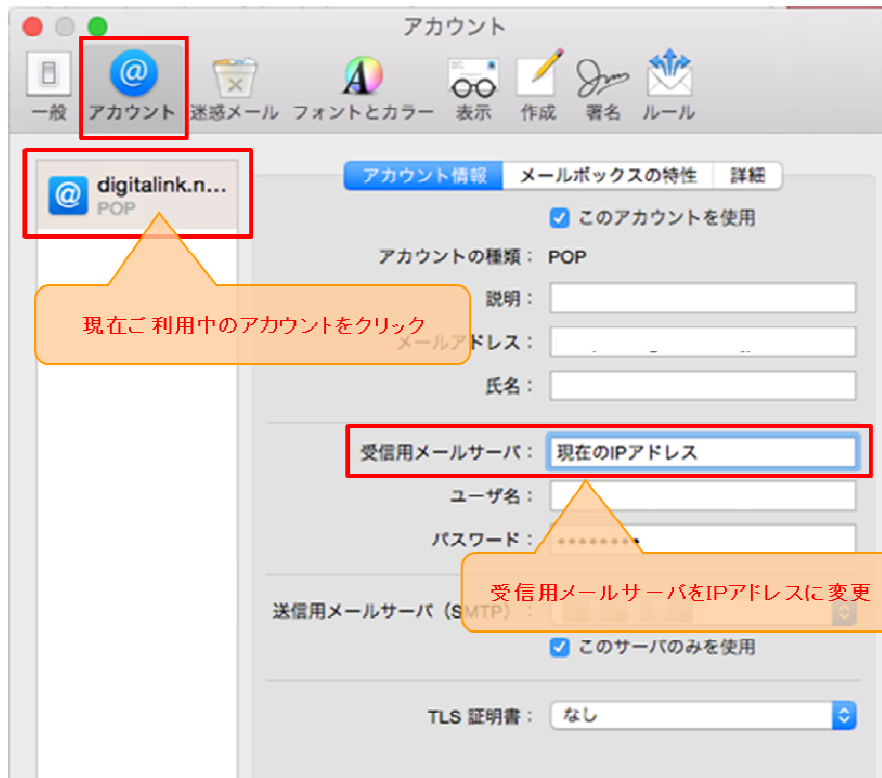 アカウント
一般 アカウント 迷惑メール フォントとカラー 表示 作成 署名 ルール
digitalink.n...
POP
アカウント情報 メールボックスの特性 詳細
このアカウントを使用
アカウントの種類： POP
説明：
現在ご利用中のアカウントをクリック
メールアドレス：
氏名：
受信用メールサーバ： 現在のIPアドレス
ユーザ名：
パスワード：
受信用メールサーバをIPアドレスに変更
送信用メールサーバ（SMTP）：
このサーバのみを使用
TLS 証明書： なし